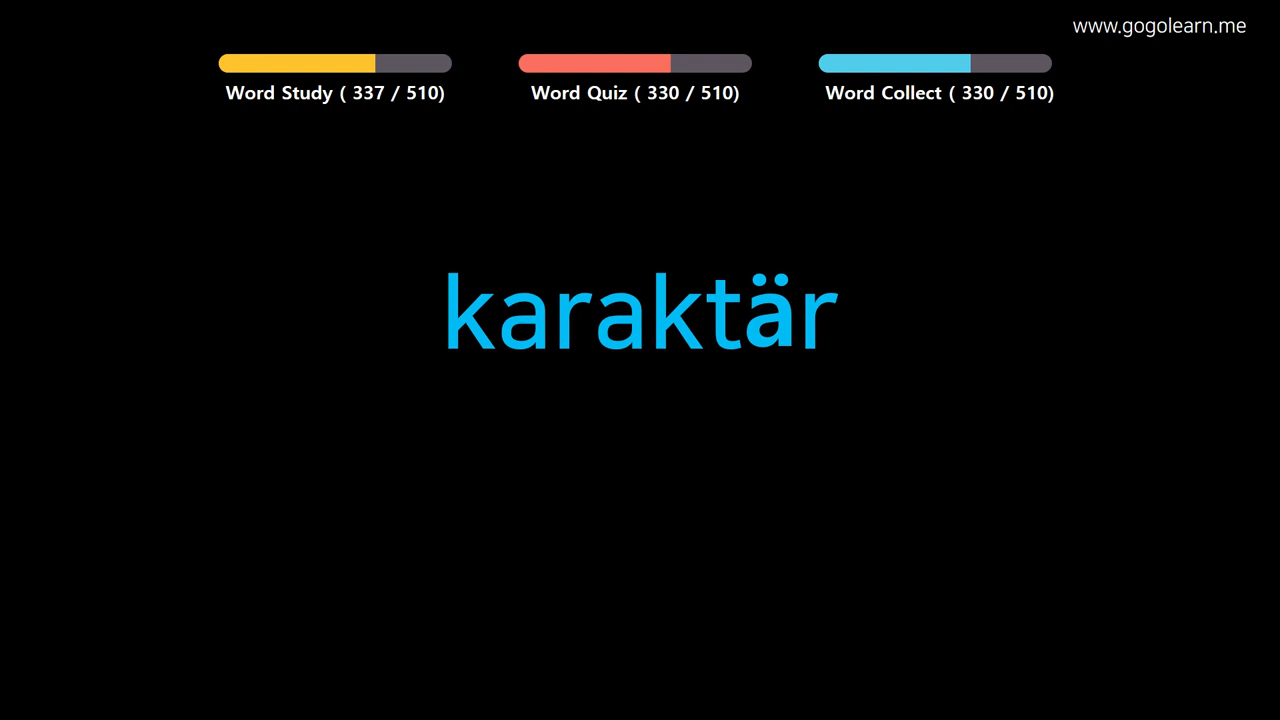 www.gogolearn.me
Word Study ( 337 / 510)
Word Quiz ( 330 / 510)
Word Collect ( 330 / 510)
karaktär